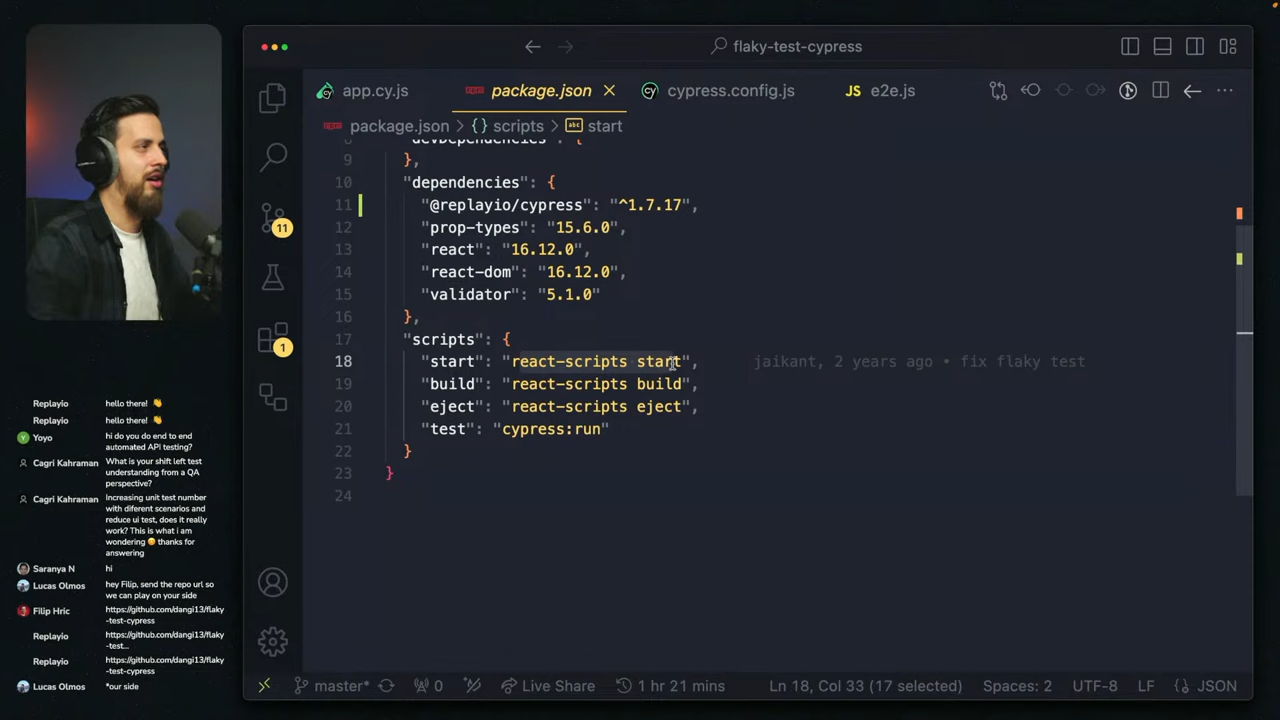 flaky-test-cypress
app.cy.js
package.json
cypress.config.js
JS e2e.js
package.json > {} scripts > abc start
8 "devDependencies": {
9 },
10 "dependencies": {
11 "@replayio/cypress": "^1.7.17",
12 "prop-types": "15.6.0",
13 "react": "16.12.0",
14 "react-dom": "16.12.0",
15 "validator": "5.1.0"
16 },
17 "scripts": {
18 "start": "react-scripts start", jaikant, 2 years ago • fix flaky test
19 "build": "react-scripts build",
20 "eject": "react-scripts eject",
21 "test": "cypress:run"
22 }
23 }
24
11
1
Replayio hello there! 👋
Replayio hello there! 👋
Y Yoyo hi do you do end to end
automated API testing?
Cagri Kahraman What is your shift left test
understanding from a QA
perspective?
Cagri Kahraman Increasing unit test number
with diferent scenarios and
reduce ui test, does it really
work? This is what i am
wondering 😊 thanks for
answering
Saranya N hi
Lucas Olmos hey Filip, send the repo url so
we can play on your side
Filip Hric https://github.com/dangi13/flaky
-test-cypress
Replayio https://github.com/dangi13/flaky
-test...
Replayio https://github.com/dangi13/flaky
-test-cypress
Lucas Olmos *our side
master* 0 Live Share 1 hr 21 mins Ln 18, Col 33 (17 selected) Spaces: 2 UTF-8 LF {} JSON